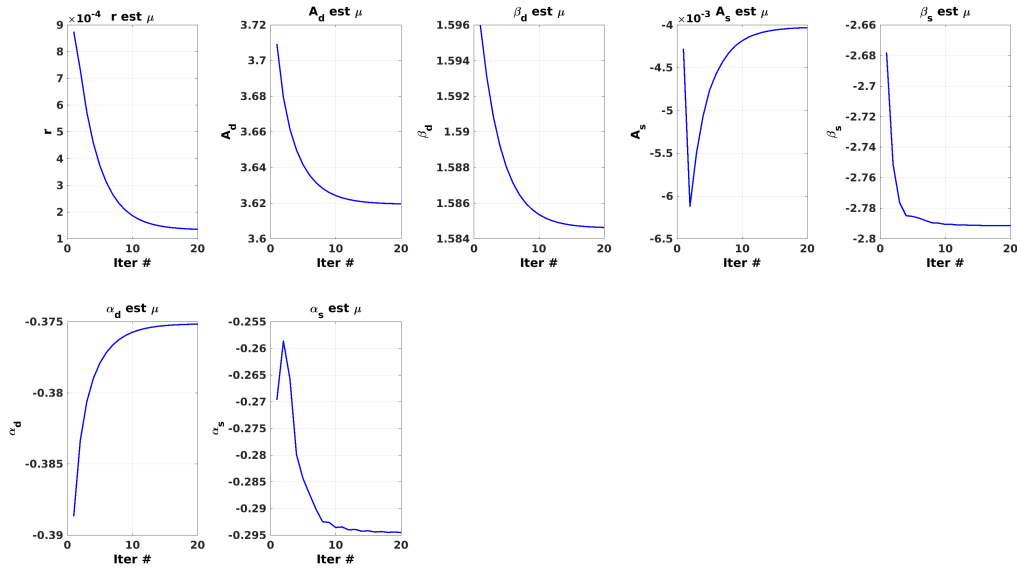 ×10⁻⁴ r est μ
9
8
7
6
5
4
3
2
1
r
0 10 20
Iter #
A_d est μ
3.72
3.7
3.68
3.66
3.64
3.62
3.6
A_d
0 10 20
Iter #
β_d est μ
1.596
1.594
1.592
1.59
1.588
1.586
1.584
β_d
0 10 20
Iter #
×10⁻³ A_s est μ
-4
-4.5
-5
-5.5
-6
-6.5
A_s
0 10 20
Iter #
β_s est μ
-2.66
-2.68
-2.7
-2.72
-2.74
-2.76
-2.78
-2.8
β_s
0 10 20
Iter #
α_d est μ
-0.375
-0.38
-0.385
-0.39
α_d
0 10 20
Iter #
α_s est μ
-0.255
-0.26
-0.265
-0.27
-0.275
-0.28
-0.285
-0.29
-0.295
α_s
0 10 20
Iter #